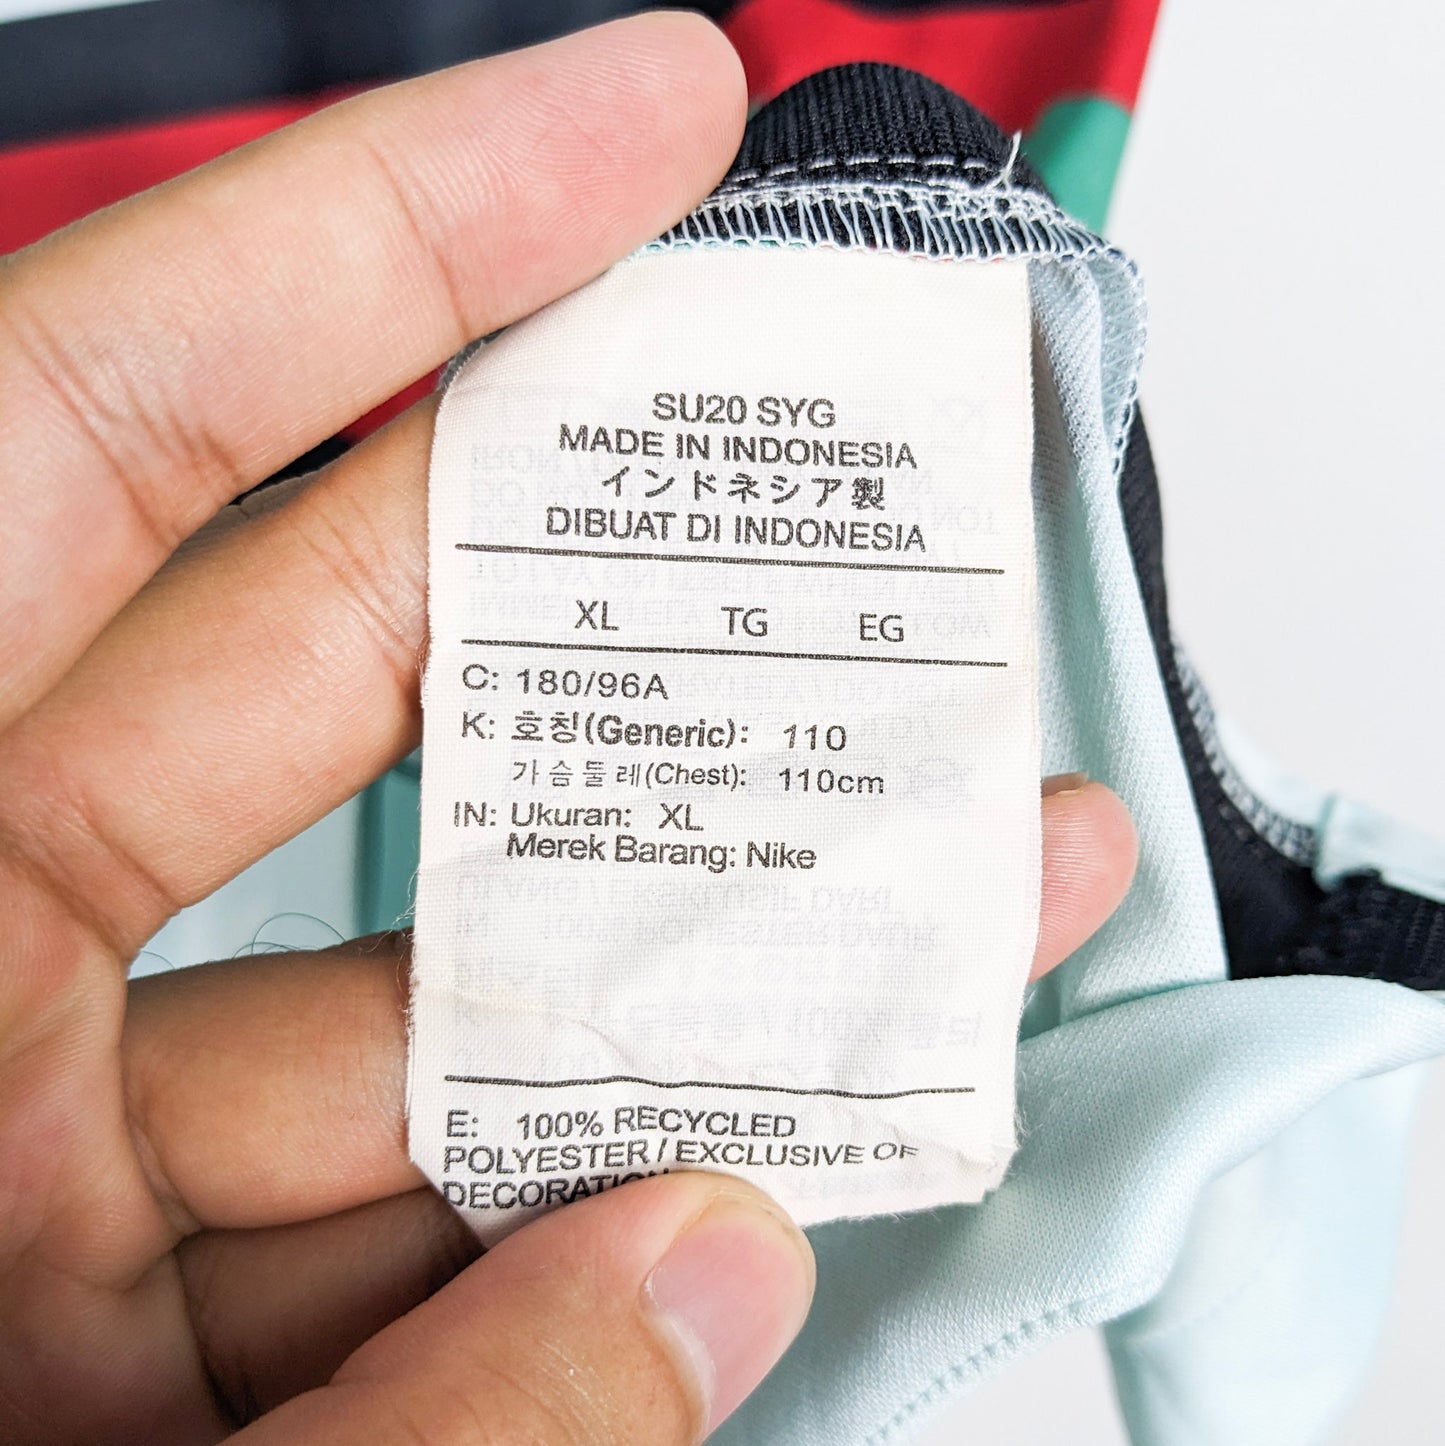 SU20 SYG
MADE IN INDONESIA
インドネシア製
DIBUAT DI INDONESIA
XL TG EG
C: 180/96A
K: 호칭(Generic): 110
가슴둘레(Chest): 110cm
IN: Ukuran: XL
Merek Barang: Nike
E: 100% RECYCLED
POLYESTER / EXCLUSIVE OF